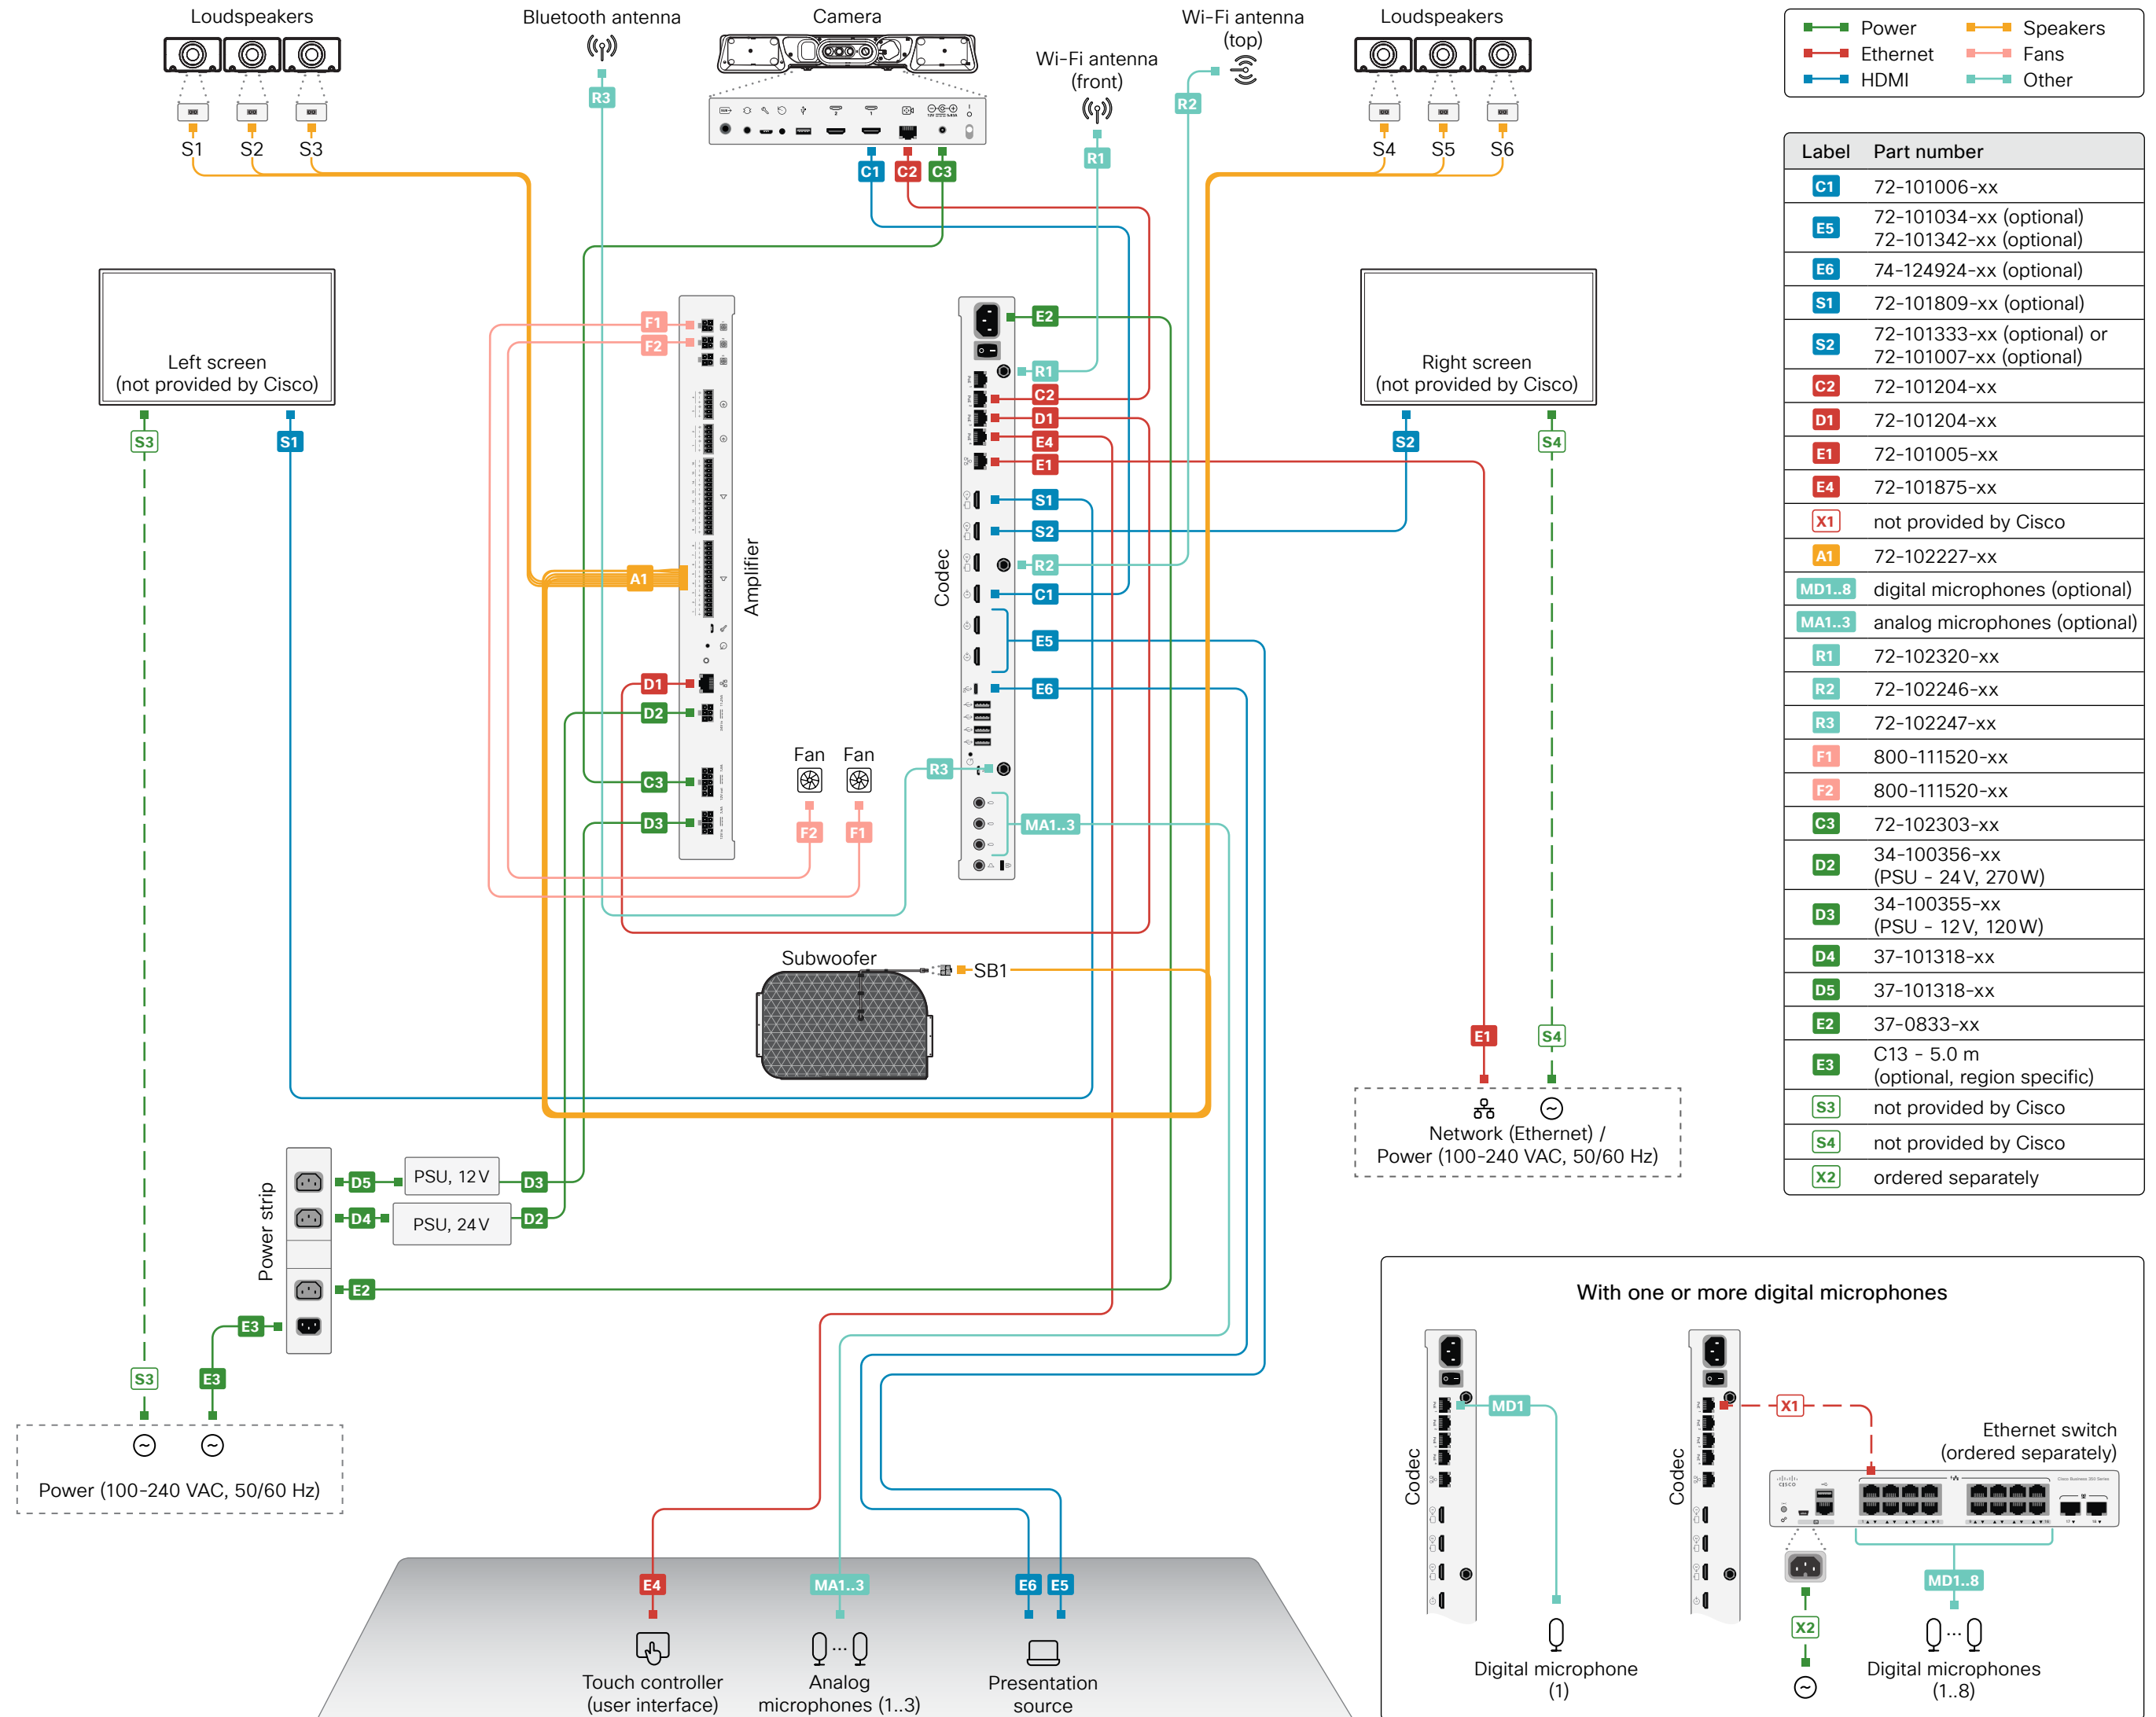 Loudspeakers
Bluetooth antenna
Camera
Wi-Fi antenna
(top)
Loudspeakers
Wi-Fi antenna
(front)
Power
Speakers
Ethernet
Fans
HDMI
Other
R3
R2
S1
S2
S3
S4
S5
S6
R1
C1
C2
C3
Label Part number
C1 72-101006-xx
E5 72-101034-xx (optional)
72-101342-xx (optional)
E6 74-124924-xx (optional)
S1 72-101809-xx (optional)
S2 72-101333-xx (optional) or
72-101007-xx (optional)
C2 72-101204-xx
D1 72-101204-xx
E1 72-101005-xx
E4 72-101875-xx
X1 not provided by Cisco
A1 72-102227-xx
MD1..8 digital microphones (optional)
MA1..3 analog microphones (optional)
R1 72-102320-xx
R2 72-102246-xx
R3 72-102247-xx
F1 800-111520-xx
F2 800-111520-xx
C3 72-102303-xx
D2 34-100356-xx
(PSU - 24V, 270W)
D3 34-100355-xx
(PSU - 12V, 120W)
D4 37-101318-xx
D5 37-101318-xx
E2 37-0833-xx
E3 C13 - 5.0 m
(optional, region specific)
S3 not provided by Cisco
S4 not provided by Cisco
X2 ordered separately
Left screen
(not provided by Cisco)
S3
S1
Right screen
(not provided by Cisco)
S2
S4
F1
F2
A1
Amplifier
D1
D2
C3
D3
Fan
Fan
F2
F1
Codec
E2
R1
C2
D1
E4
E1
S1
S2
R2
C1
E5
E6
R3
MA1..3
Subwoofer
SB1
E1
S4
Network (Ethernet) /
Power (100-240 VAC, 50/60 Hz)
Power strip
D5
PSU, 12V
D3
D4
PSU, 24V
D2
E2
E3
S3
E3
Power (100-240 VAC, 50/60 Hz)
E4
MA1..3
E6
E5
Touch controller
(user interface)
Analog
microphones (1..3)
Presentation
source
With one or more digital microphones
Codec
MD1
Digital microphone
(1)
Codec
X1
Ethernet switch
(ordered separately)
CISCO
Cisco Business 350 Series
MD1..8
X2
Digital microphones
(1..8)